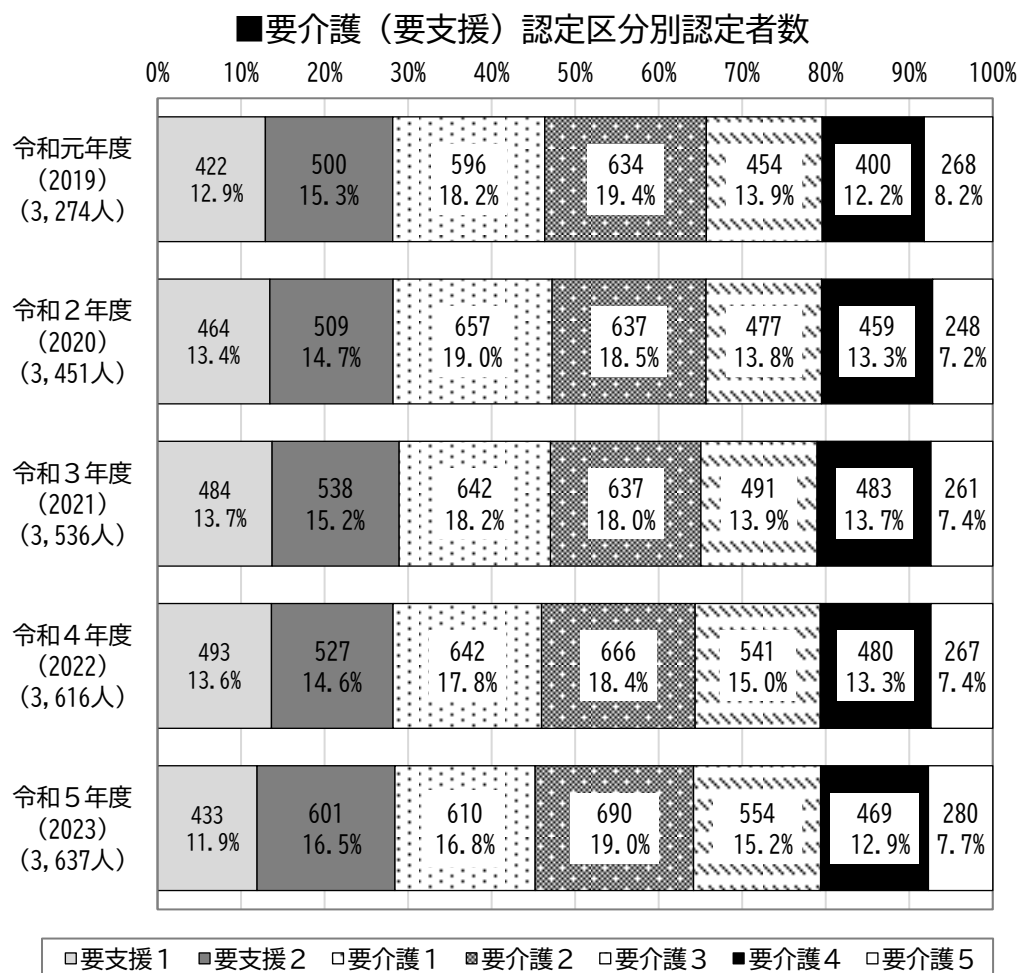 ■要介護（要支援）認定区分別認定者数
0% 10% 20% 30% 40% 50% 60% 70% 80% 90% 100%
令和元年度
（2019）
（3,274人）
422 500 596 634 454 400 268
12.9% 15.3% 18.2% 19.4% 13.9% 12.2% 8.2%
令和２年度
（2020）
（3,451人）
464 509 657 637 477 459 248
13.4% 14.7% 19.0% 18.5% 13.8% 13.3% 7.2%
令和３年度
（2021）
（3,536人）
484 538 642 637 491 483 261
13.7% 15.2% 18.2% 18.0% 13.9% 13.7% 7.4%
令和４年度
（2022）
（3,616人）
493 527 642 666 541 480 267
13.6% 14.6% 17.8% 18.4% 15.0% 13.3% 7.4%
令和５年度
（2023）
（3,637人）
433 601 610 690 554 469 280
11.9% 16.5% 16.8% 19.0% 15.2% 12.9% 7.7%
要支援１ 要支援２ 要介護１ 要介護２ 要介護３ 要介護４ 要介護５